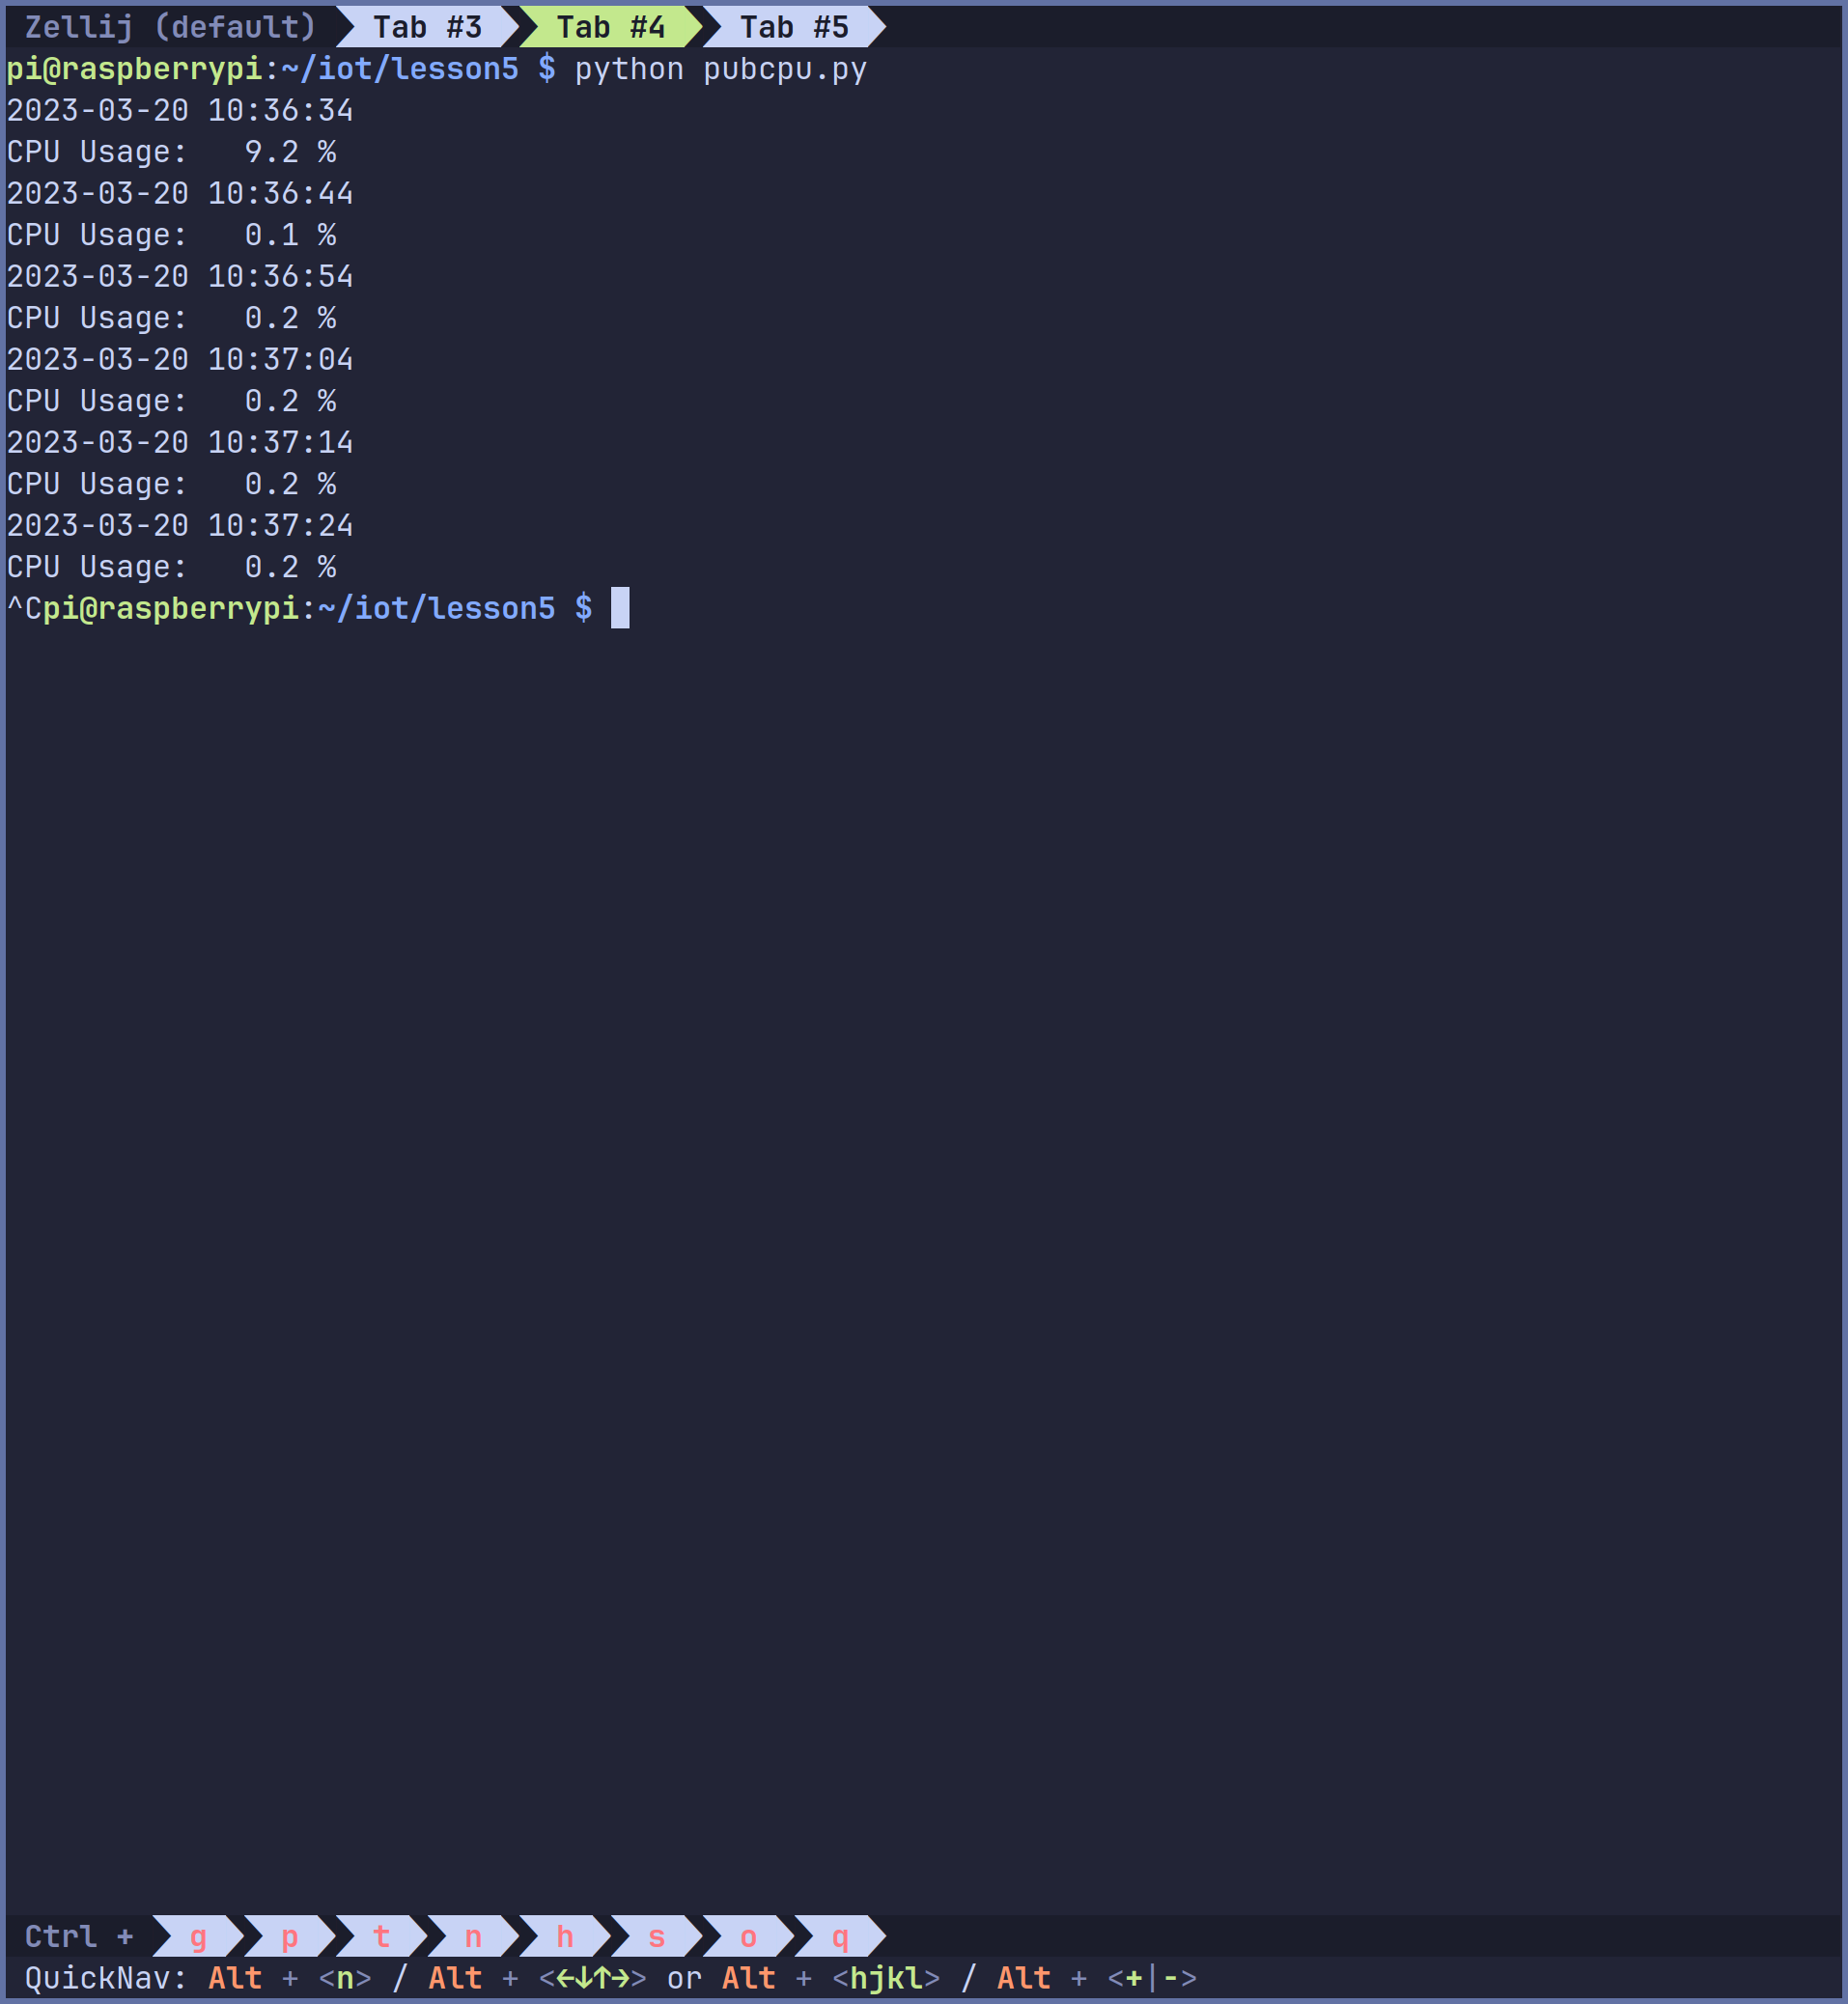 Zellij (default) Tab #3 Tab #4 Tab #5
pi@raspberrypi:~/iot/lesson5 $ python pubcpu.py
2023-03-20 10:36:34
CPU Usage:   9.2 %
2023-03-20 10:36:44
CPU Usage:   0.1 %
2023-03-20 10:36:54
CPU Usage:   0.2 %
2023-03-20 10:37:04
CPU Usage:   0.2 %
2023-03-20 10:37:14
CPU Usage:   0.2 %
2023-03-20 10:37:24
CPU Usage:   0.2 %
^Cpi@raspberrypi:~/iot/lesson5 $
Ctrl + g p t n h s o q
QuickNav: Alt + <n> / Alt + <←↓↑→> or Alt + <hjkl> / Alt + <+|->